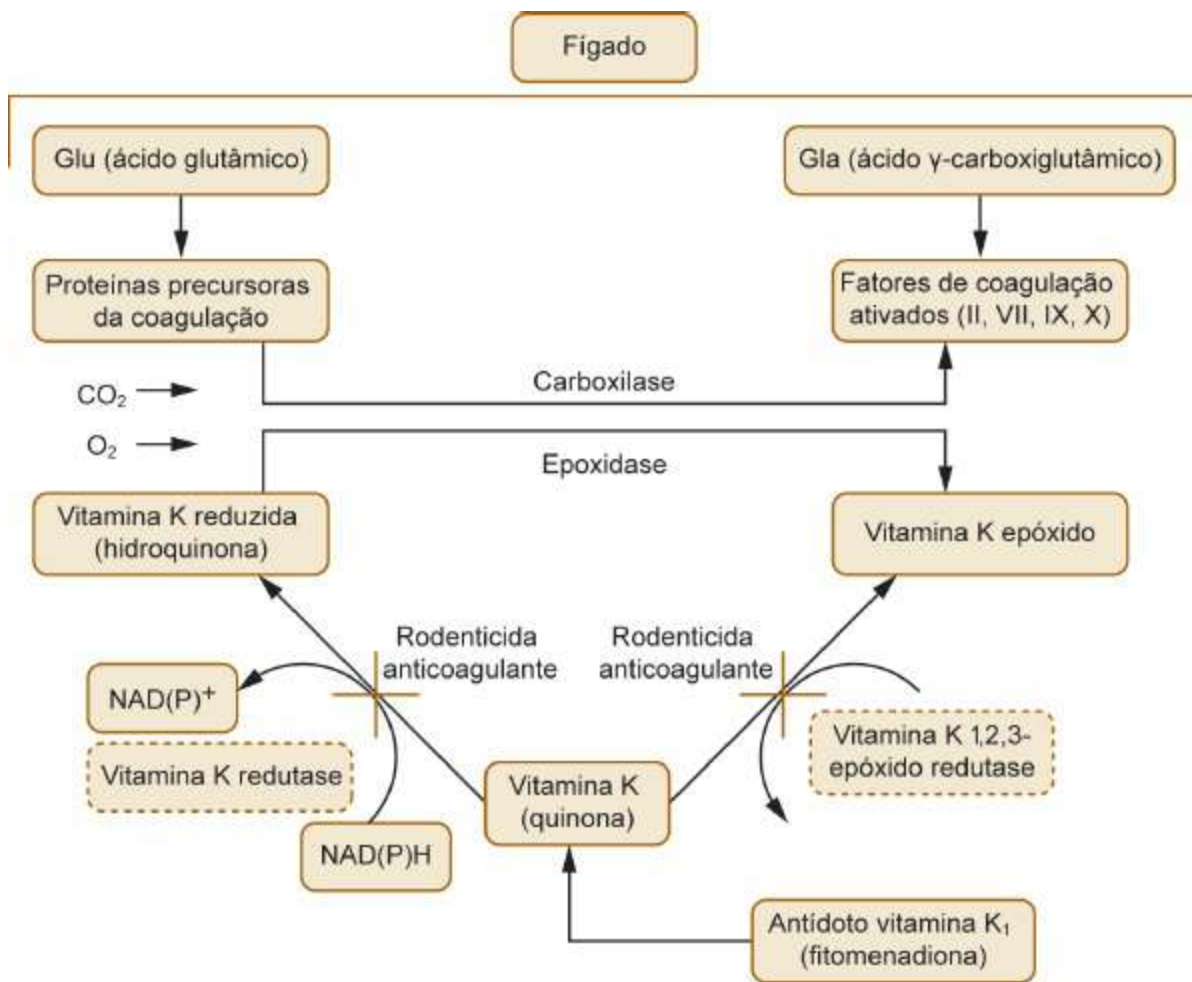 Fígado
Glu (ácido glutâmico)
Gla (ácido γ-carboxiglutâmico)
Proteínas precursoras
da coagulação
Fatores de coagulação
ativados (II, VII, IX, X)
CO₂
Carboxilase
O₂
Epoxidase
Vitamina K reduzida
(hidroquinona)
Vitamina K epóxido
Rodenticida
anticoagulante
Rodenticida
anticoagulante
NAD(P)⁺
Vitamina K redutase
Vitamina K 1,2,3-
epóxido redutase
Vitamina K
(quinona)
NAD(P)H
Antídoto vitamina K₁
(fitomenadiona)